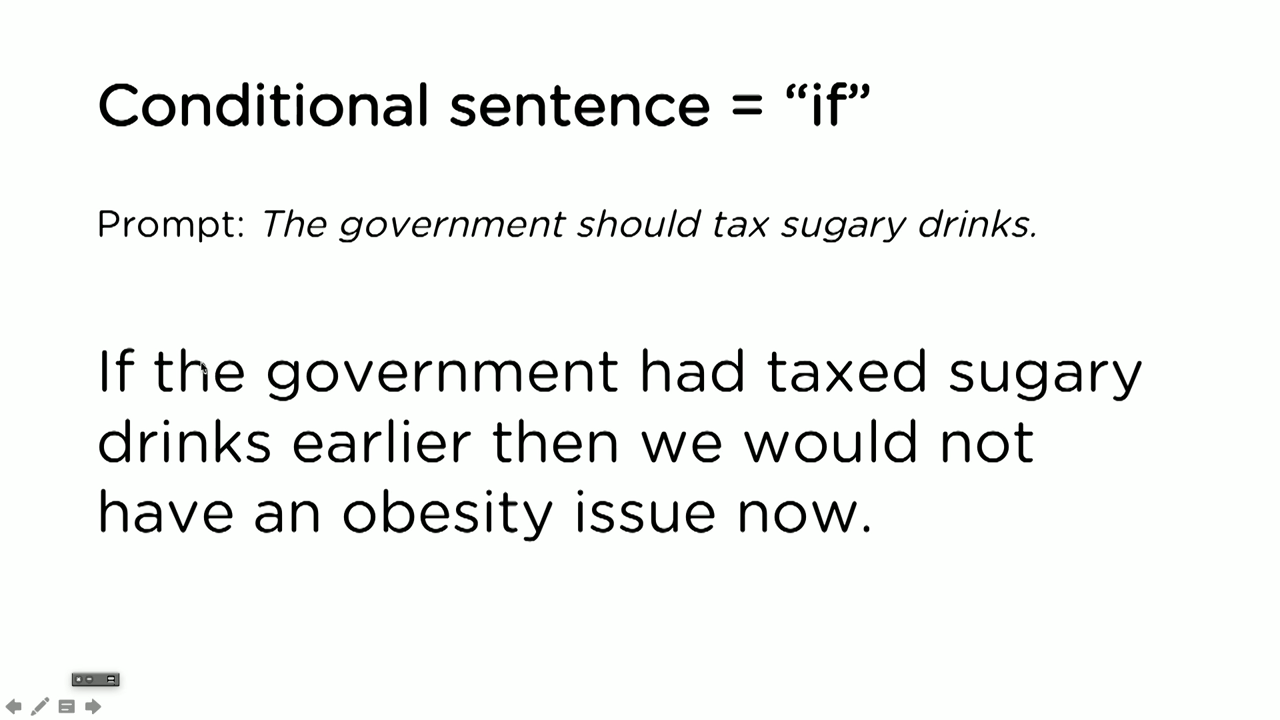 Conditional sentence = “if”
Prompt: The government should tax sugary drinks.
If the government had taxed sugary
drinks earlier then we would not
have an obesity issue now.